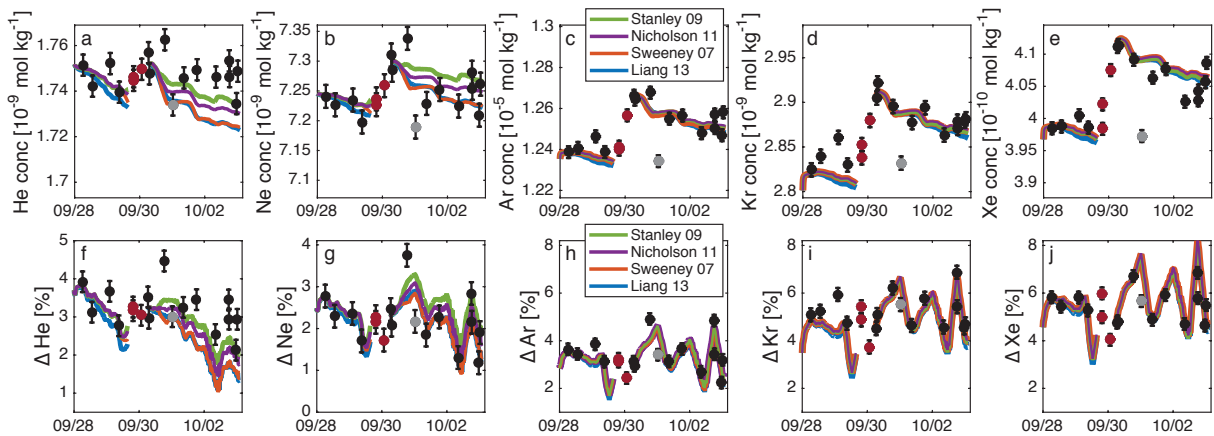 a
He conc [10⁻⁹ mol kg⁻¹]
1.76
1.74
1.72
1.7
09/28 09/30 10/02
b
Ne conc [10⁻⁹ mol kg⁻¹]
7.35
7.3
7.25
7.2
7.15
7.1
09/28 09/30 10/02
c
Ar conc [10⁻⁵ mol kg⁻¹]
1.3
1.28
1.26
1.24
1.22
09/28 09/30 10/02
Stanley 09
Nicholson 11
Sweeney 07
Liang 13
d
Kr conc [10⁻⁹ mol kg⁻¹]
2.95
2.9
2.85
2.8
09/28 09/30 10/02
e
Xe conc [10⁻¹⁰ mol kg⁻¹]
4.1
4.05
4
3.95
3.9
09/28 09/30 10/02
f
Δ He [%]
5
4
3
2
1
09/28 09/30 10/02
g
Δ Ne [%]
4
3
2
1
0
09/28 09/30 10/02
h
Δ Ar [%]
8
6
4
2
09/28 09/30 10/02
Stanley 09
Nicholson 11
Sweeney 07
Liang 13
i
Δ Kr [%]
8
6
4
2
09/28 09/30 10/02
j
Δ Xe [%]
8
6
4
2
09/28 09/30 10/02